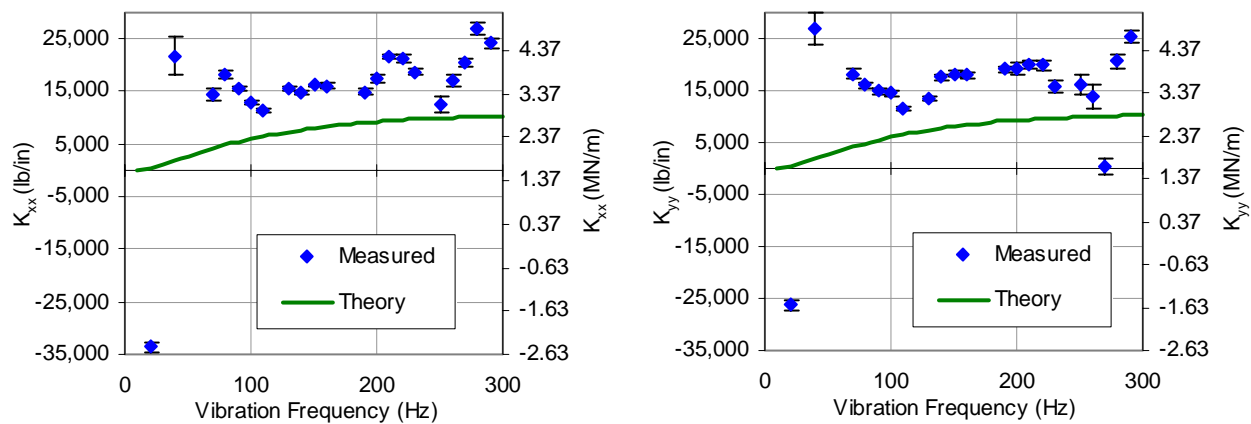 25,000
15,000
5,000
-5,000
-15,000
-25,000
-35,000
Kxx (lb/in)
4.37
3.37
2.37
1.37
0.37
-0.63
-1.63
-2.63
Kxx (MN/m)
Measured
Theory
0 100 200 300
Vibration Frequency (Hz)
25,000
15,000
5,000
-5,000
-15,000
-25,000
-35,000
Kyy (lb/in)
4.37
3.37
2.37
1.37
0.37
-0.63
-1.63
-2.63
Kyy (MN/m)
Measured
Theory
0 100 200 300
Vibration Frequency (Hz)